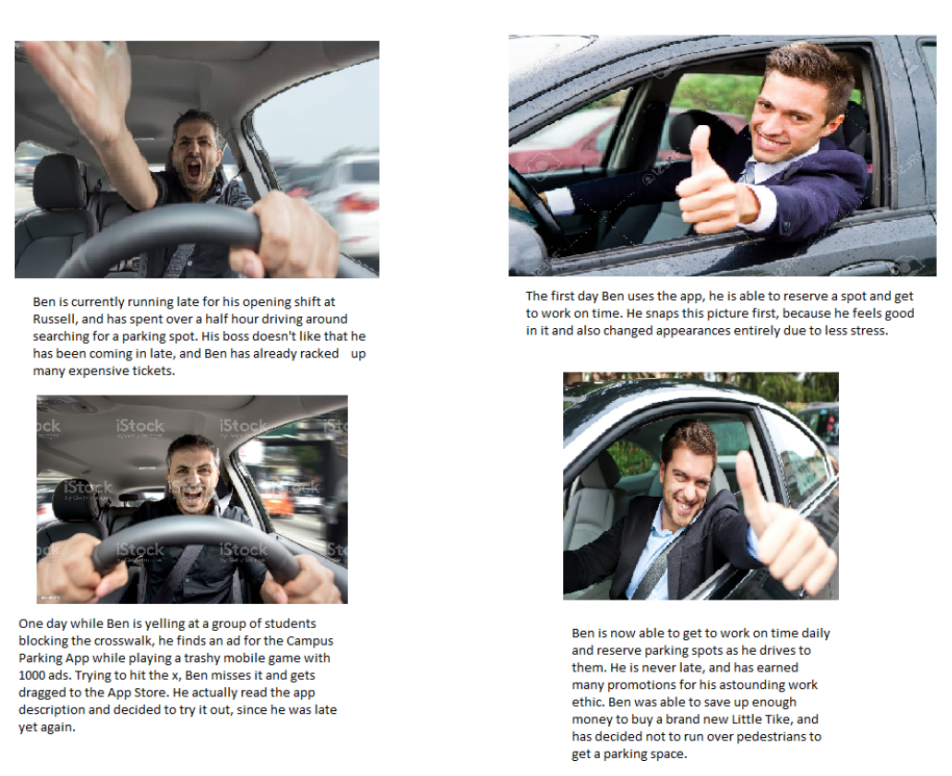 Ben is currently running late for his opening shift at
Russell, and has spent over a half hour driving around
searching for a parking spot. His boss doesn't like that he
has been coming in late, and Ben has already racked up
many expensive tickets.
iStock iStock
iStock iStock
iStock iStock
One day while Ben is yelling at a group of students
blocking the crosswalk, he finds an ad for the Campus
Parking App while playing a trashy mobile game with
1000 ads. Trying to hit the x, Ben misses it and gets
dragged to the App Store. He actually read the app
description and decided to try it out, since he was late
yet again.
The first day Ben uses the app, he is able to reserve a spot and get
to work on time. He snaps this picture first, because he feels good
in it and also changed appearances entirely due to less stress.
Ben is now able to get to work on time daily
and reserve parking spots as he drives to
them. He is never late, and has earned
many promotions for his astounding work
ethic. Ben was able to save up enough
money to buy a brand new Little Tike, and
has decided not to run over pedestrians to
get a parking space.